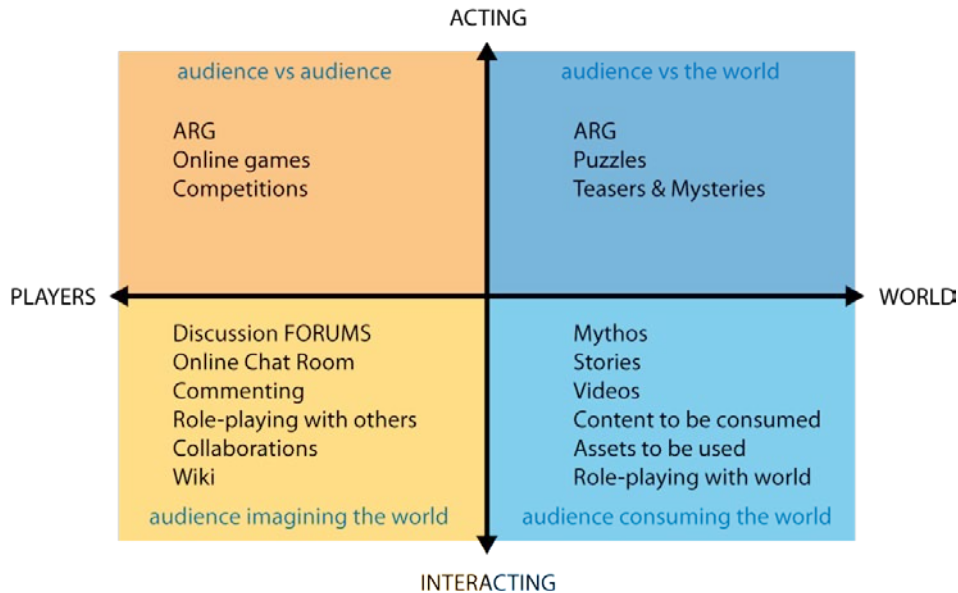 ACTING
audience vs audience
ARG
Online games
Competitions
audience vs the world
ARG
Puzzles
Teasers & Mysteries
PLAYERS
WORLD
Discussion FORUMS
Online Chat Room
Commenting
Role-playing with others
Collaborations
Wiki
audience imagining the world
Mythos
Stories
Videos
Content to be consumed
Assets to be used
Role-playing with world
audience consuming the world
INTERACTING